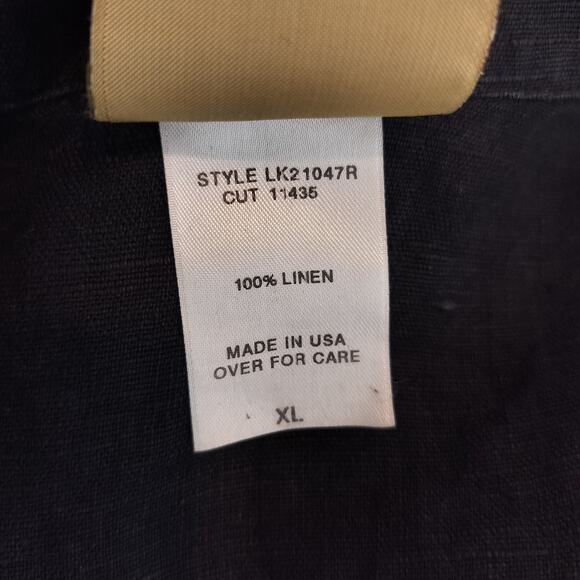 STYLE LK21047R
CUT 11435
100% LINEN
MADE IN USA
OVER FOR CARE
XL